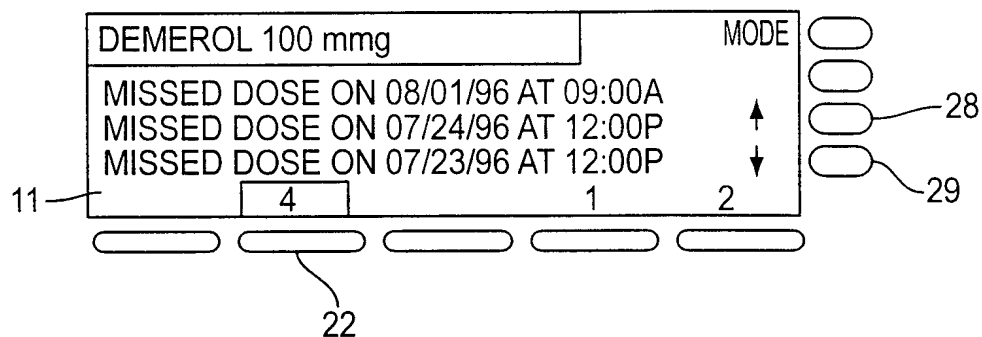 DEMEROL 100 mmg MODE
MISSED DOSE ON 08/01/96 AT 09:00A
MISSED DOSE ON 07/24/96 AT 12:00P
28
MISSED DOSE ON 07/23/96 AT 12:00P
29
11
4 1 2
22